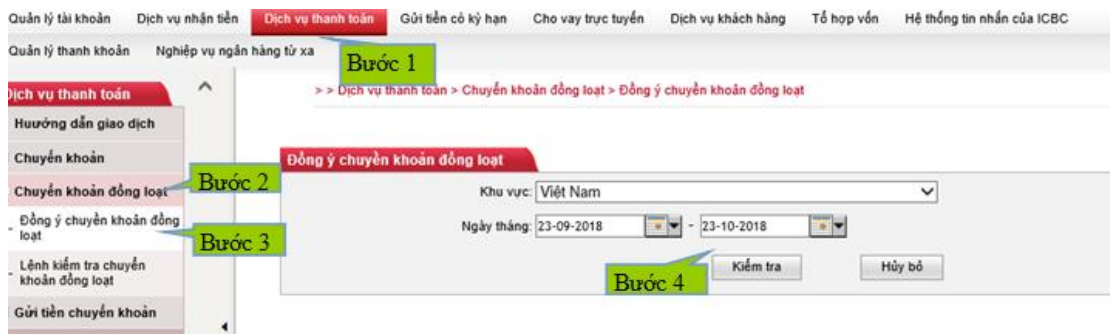 Quản lý tài khoản Dịch vụ nhận tiền Dịch vụ thanh toán Gửi tiền có kỳ hạn Cho vay trực tuyến Dịch vụ khách hàng Tổ hợp vốn Hệ thống tin nhắn của ICBC
Quản lý thanh khoản Nghiệp vụ ngân hàng từ xa
Bước 1
Dịch vụ thanh toán
> > Dịch vụ thanh toán > Chuyển khoản đồng loạt > Đồng ý chuyển khoản đồng loạt
Hướng dẫn giao dịch
Chuyển khoản
Đồng ý chuyển khoản đồng loạt
Chuyển khoản đồng loạt
Bước 2
Khu vực: Việt Nam
- Đồng ý chuyển khoản đồng
loạt
Bước 3
Ngày tháng: 23-09-2018 - 23-10-2018
- Lệnh kiểm tra chuyển
khoản đồng loạt
Bước 4
Kiểm tra Hủy bỏ
Gửi tiền chuyển khoản